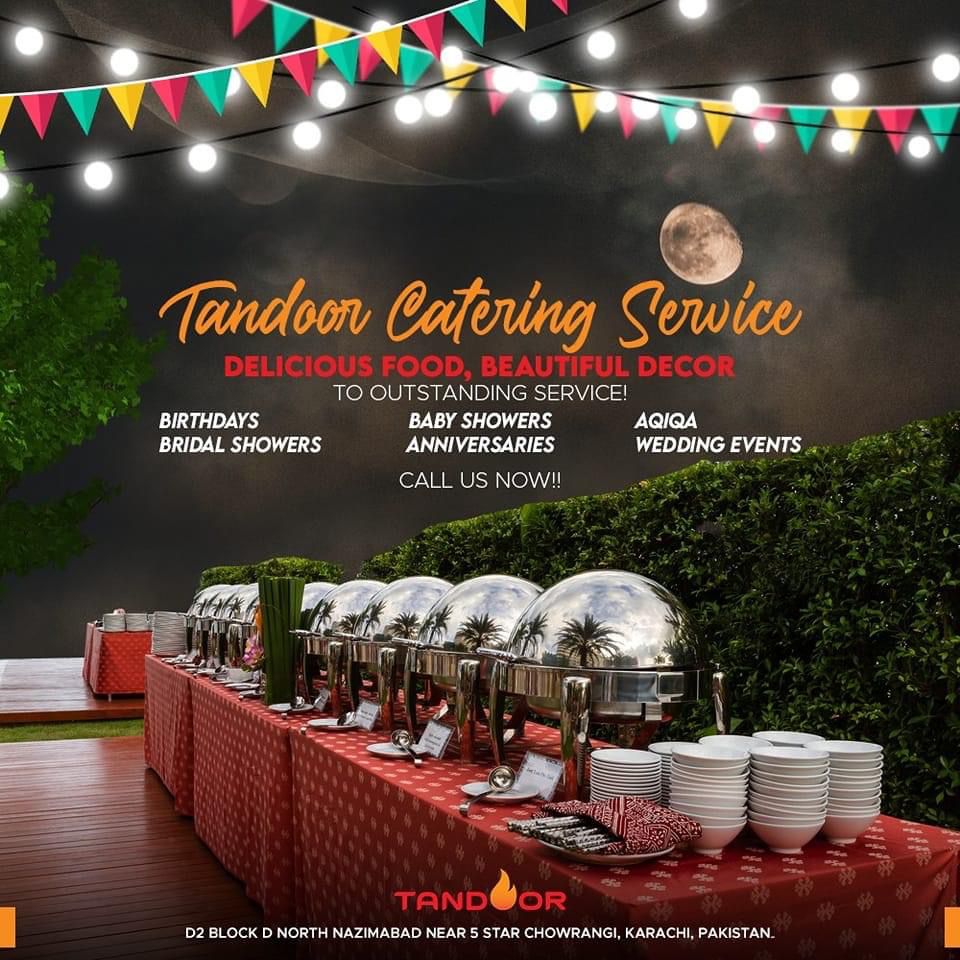 Tandoor Catering Service
DELICIOUS FOOD, BEAUTIFUL DECOR
TO OUTSTANDING SERVICE!
BIRTHDAYS BABY SHOWERS AQIQA
BRIDAL SHOWERS ANNIVERSARIES WEDDING EVENTS
CALL US NOW!!
TANDOOR
D2 BLOCK D NORTH NAZIMABAD NEAR 5 STAR CHOWRANGI, KARACHI, PAKISTAN..